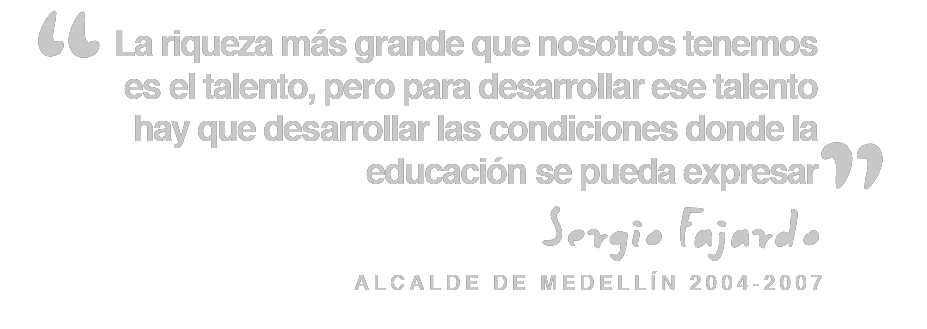 “La riqueza más grande que nosotros tenemos
es el talento, pero para desarrollar ese talento
hay que desarrollar las condiciones donde la
educación se pueda expresar”
Sergio Fajardo
ALCALDE DE MEDELLÍN 2004-2007